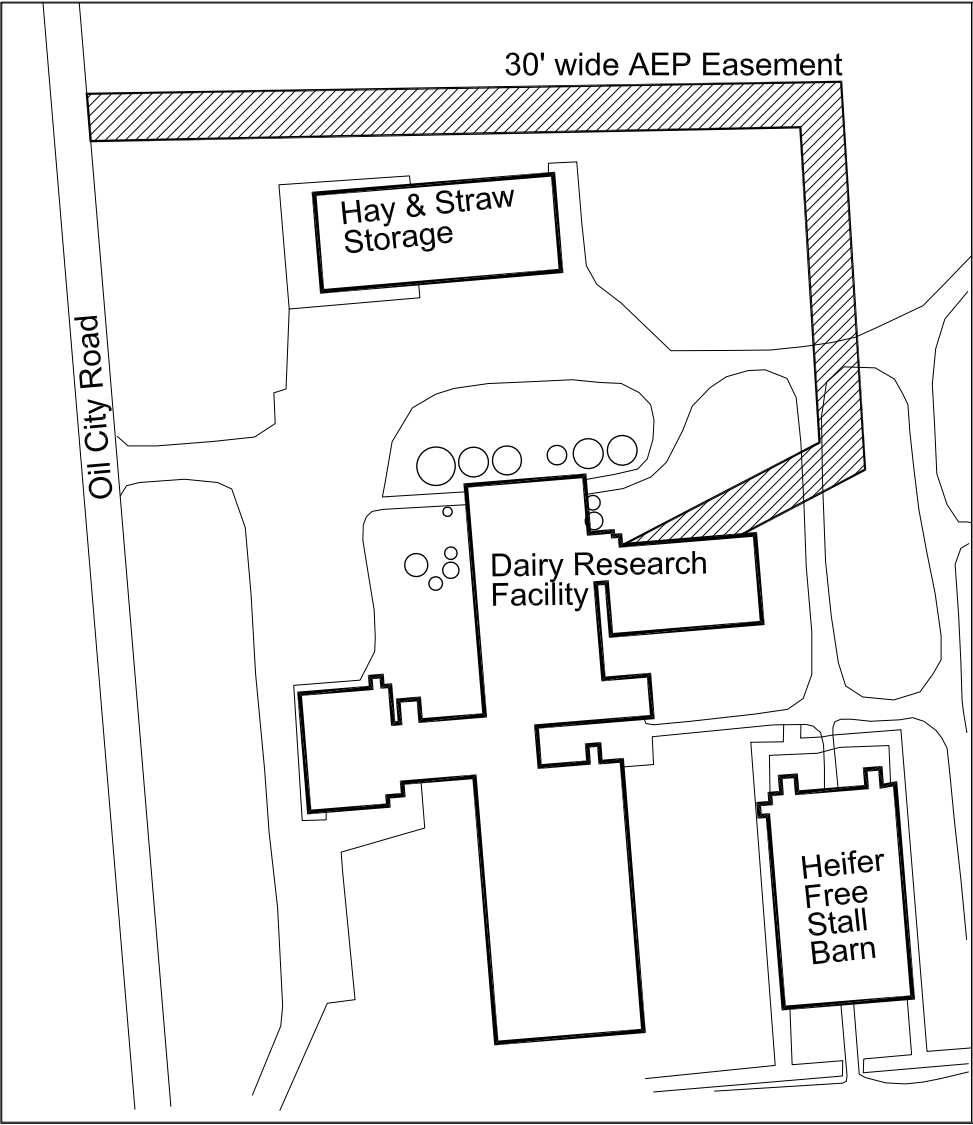 30' wide AEP Easement
Hay & Straw
Storage
Oil City Road
Dairy Research
Facility
Heifer
Free
Stall
Barn